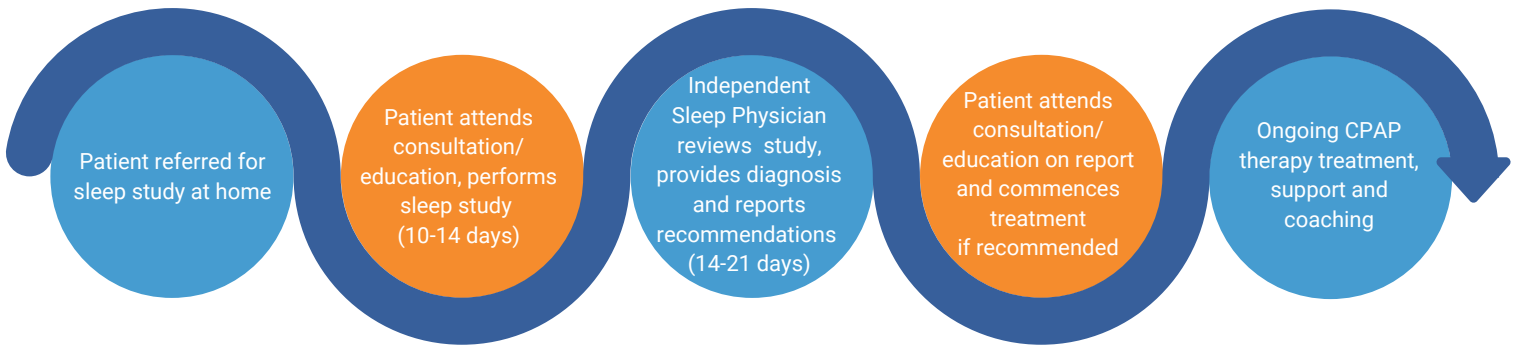 Patient referred for
sleep study at home
Patient attends
consultation/
education, performs
sleep study
(10-14 days)
Independent
Sleep Physician
reviews study,
provides diagnosis
and reports
recommendations
(14-21 days)
Patient attends
consultation/
education on report
and commences
treatment
if recommended
Ongoing CPAP
therapy treatment,
support and
coaching